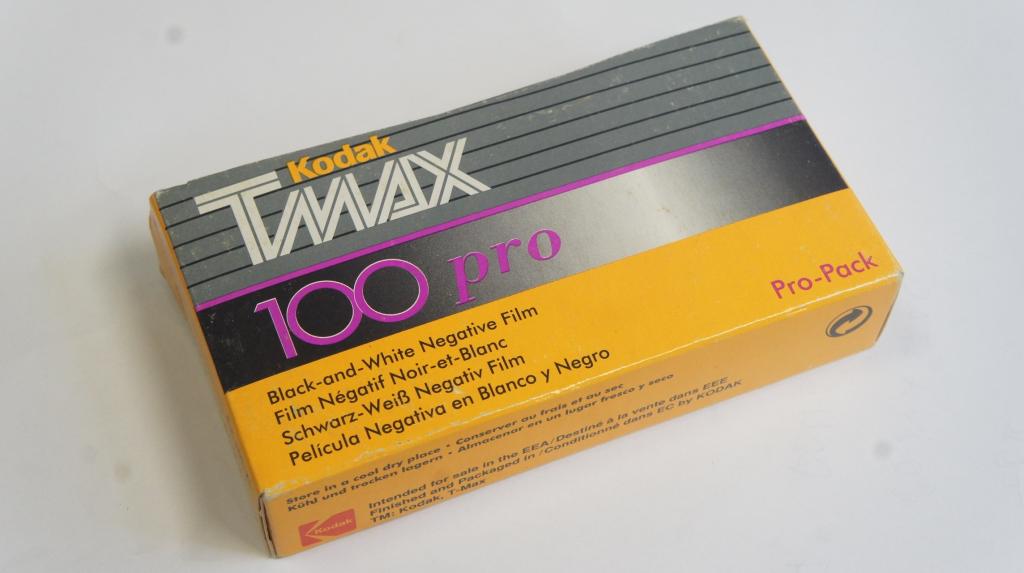 Kodak
TMAX
100 pro
Pro-Pack
Black-and-White Negative Film
Film Négatif Noir-et-Blanc
Schwarz-Weiß Negativ Film
Película Negativa en Blanco y Negro
Store in a cool dry place • Conserver au frais et au sec
Kühl und trocken lagern • Almacenar en un lugar fresco y seco
Intended for sale in the EEA/Destiné à la vente dans EEE
Finished and Packaged in /Conditionné dans EC by KODAK
TM: Kodak, T-Max
Kodak